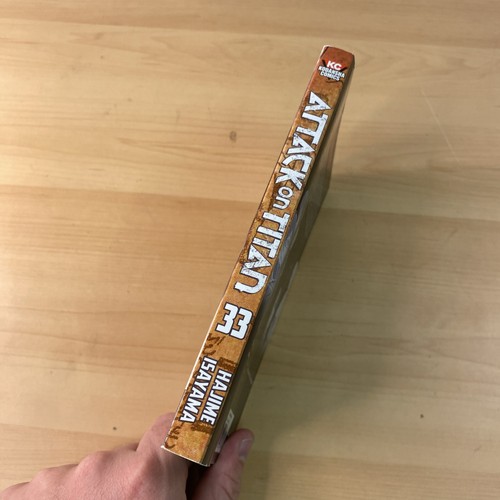 KC
KODANSHA
COMICS
ATTACK on TITAN
33
HAJIME
ISAYAMA